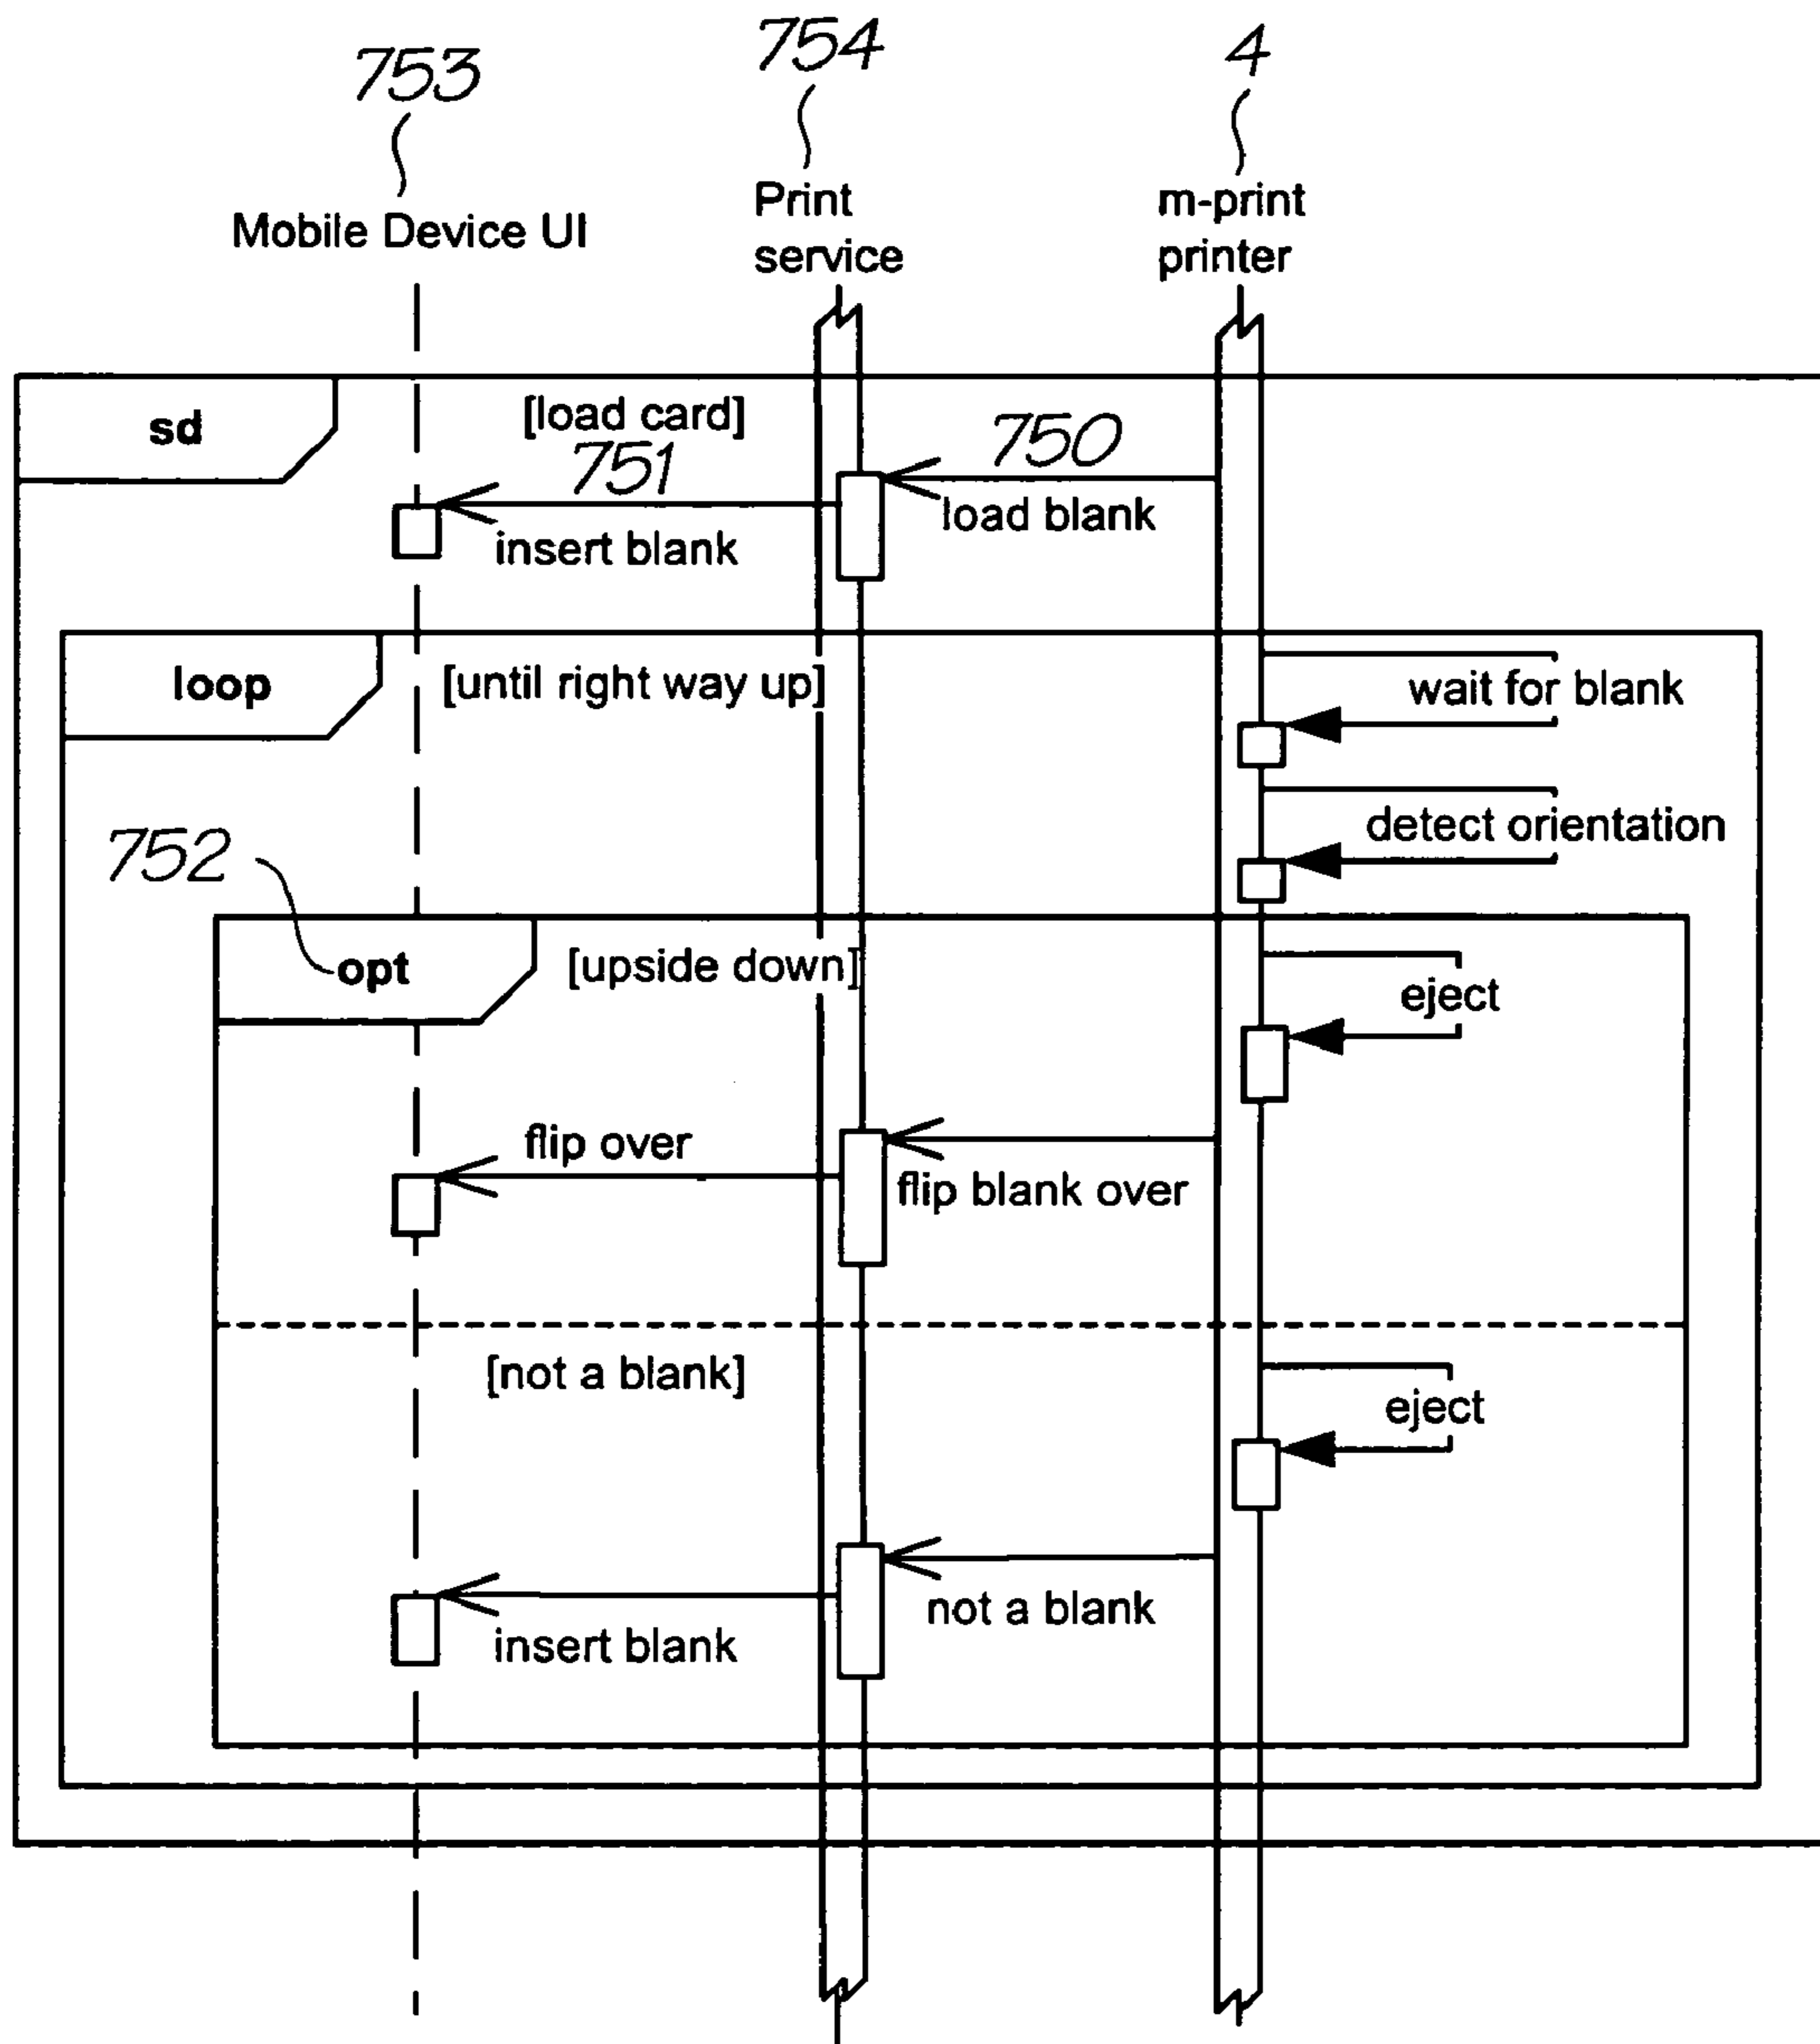 753
754
4
Mobile Device UI
Print
service
m-print
printer
sd
[load card]
751
750
load blank
insert blank
loop
[until right way up]
wait for blank
detect orientation
752
opt
[upside down]
eject
flip over
flip blank over
[not a blank]
eject
not a blank
insert blank